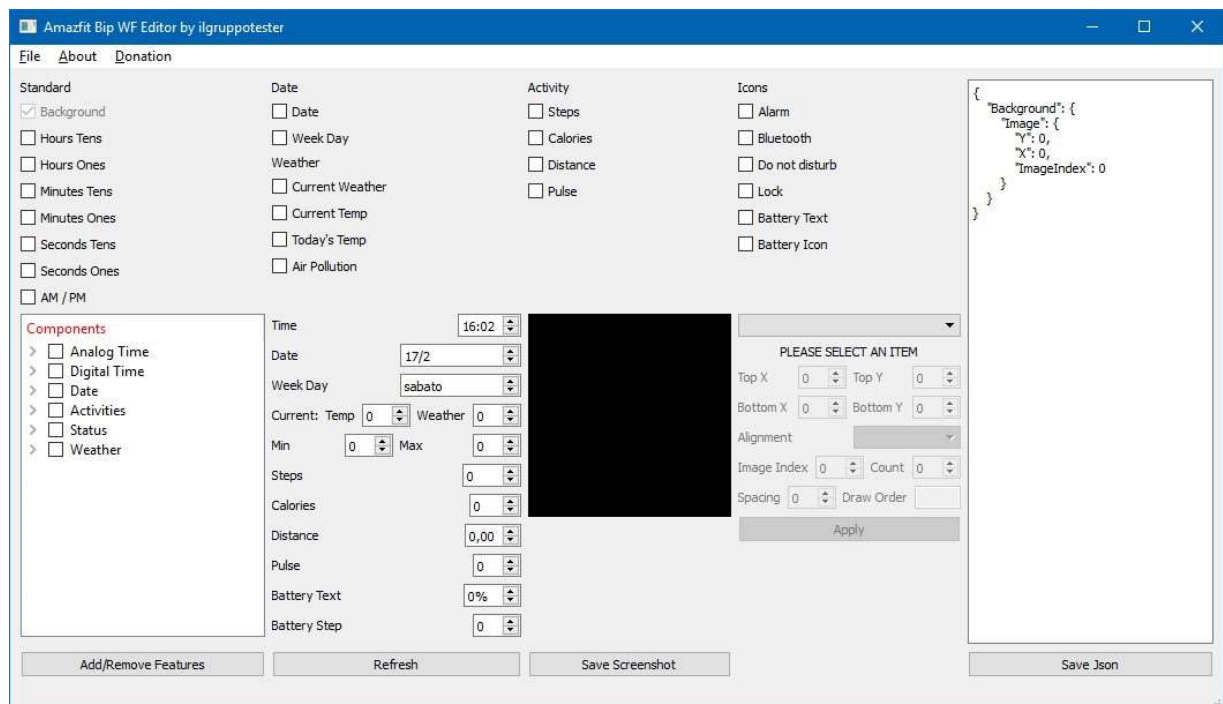 Amazfit Bip WF Editor by ilgruppotester
File About Donation
Standard
Background
Hours Tens
Hours Ones
Minutes Tens
Minutes Ones
Seconds Tens
Seconds Ones
AM / PM
Date
Date
Week Day
Weather
Current Weather
Current Temp
Today's Temp
Air Pollution
Activity
Steps
Calories
Distance
Pulse
Icons
Alarm
Bluetooth
Do not disturb
Lock
Battery Text
Battery Icon
Components
Analog Time
Digital Time
Date
Activities
Status
Weather
Time 16:02
Date 17/2
Week Day sabato
Current: Temp 0 Weather 0
Min 0 Max 0
Steps 0
Calories 0
Distance 0,00
Pulse 0
Battery Text 0%
Battery Step 0
PLEASE SELECT AN ITEM
Top X 0 Top Y 0
Bottom X 0 Bottom Y 0
Alignment
Image Index 0 Count 0
Spacing 0 Draw Order
Apply
{
"Background": {
"Image": {
"Y": 0,
"X": 0,
"ImageIndex": 0
}
}
}
Add/Remove Features
Refresh
Save Screenshot
Save Json